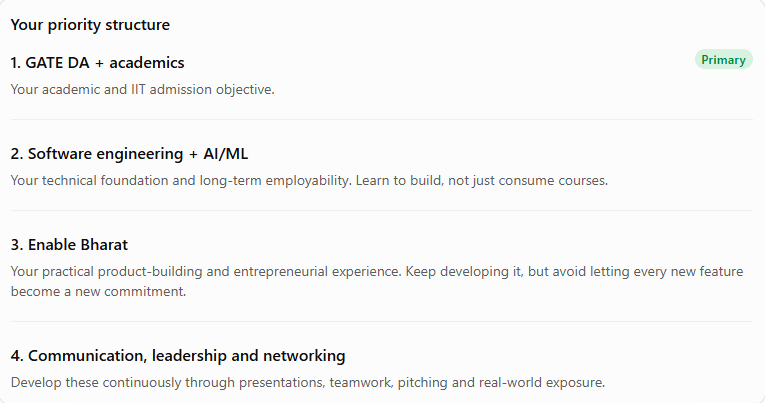 Your priority structure
1. GATE DA + academics
Primary
Your academic and IIT admission objective.
2. Software engineering + AI/ML
Your technical foundation and long-term employability. Learn to build, not just consume courses.
3. Enable Bharat
Your practical product-building and entrepreneurial experience. Keep developing it, but avoid letting every new feature
become a new commitment.
4. Communication, leadership and networking
Develop these continuously through presentations, teamwork, pitching and real-world exposure.